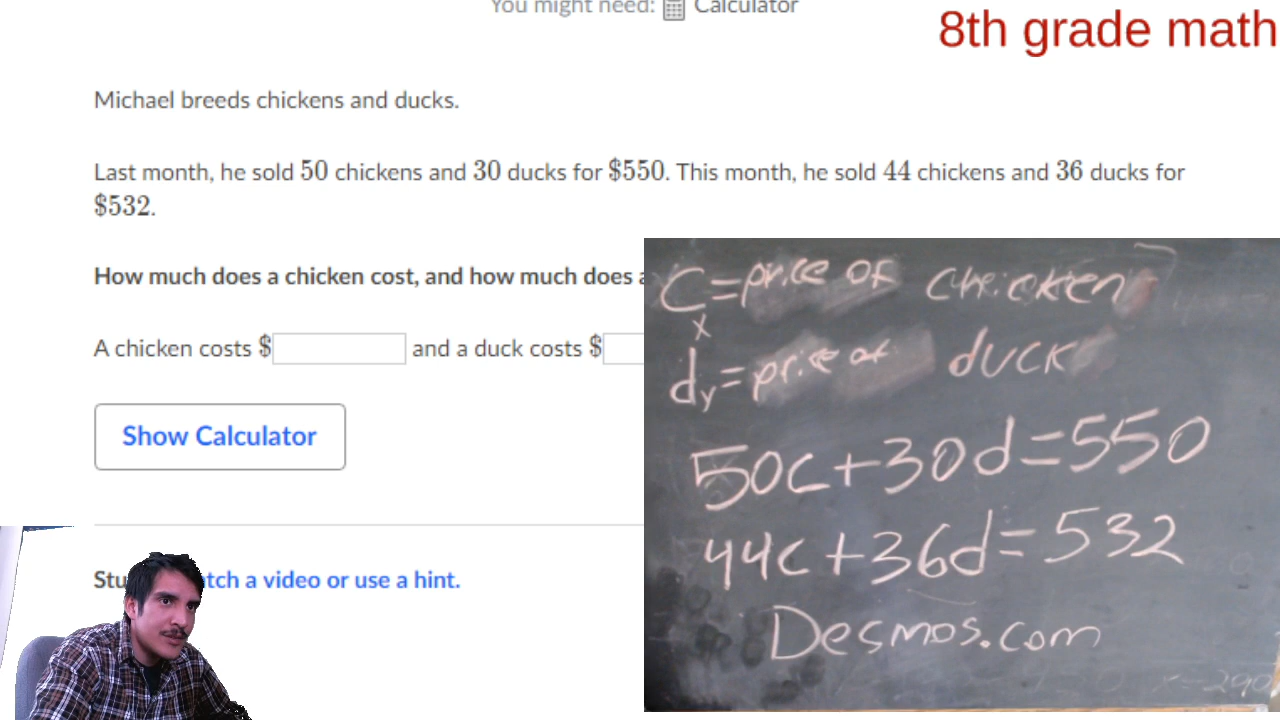 You might need: Calculator
8th grade math
Michael breeds chickens and ducks.
Last month, he sold 50 chickens and 30 ducks for $550. This month, he sold 44 chickens and 36 ducks for
$532.
How much does a chicken cost, and how much does
A chicken costs $ and a duck costs $
Show Calculator
tch a video or use a hint.
C=price of chicken
x
d y=price of duck
50c+30d=550
44c+36d=532
Desmos.com